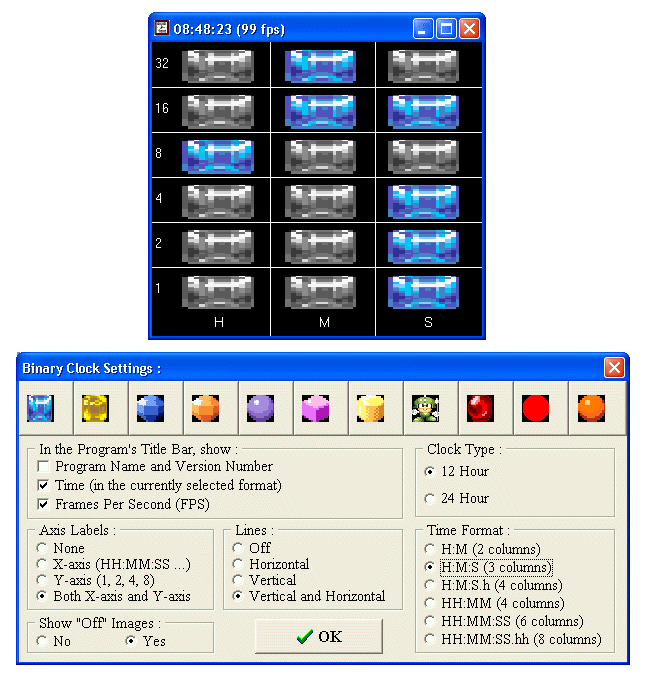 08:48:23 (99 fps)
32
16
8
4
2
1
H M S
Binary Clock Settings :
In the Program's Title Bar, show :
Program Name and Version Number
Time (in the currently selected format)
Frames Per Second (FPS)
Clock Type :
12 Hour
24 Hour
Axis Labels :
None
X-axis (HH:MM:SS ...)
Y-axis (1, 2, 4, 8)
Both X-axis and Y-axis
Lines :
Off
Horizontal
Vertical
Vertical and Horizontal
Time Format :
H:M (2 columns)
H:M:S (3 columns)
H:M:S.h (4 columns)
HH:MM (4 columns)
HH:MM:SS (6 columns)
HH:MM:SS.hh (8 columns)
Show "Off" Images :
No Yes
OK